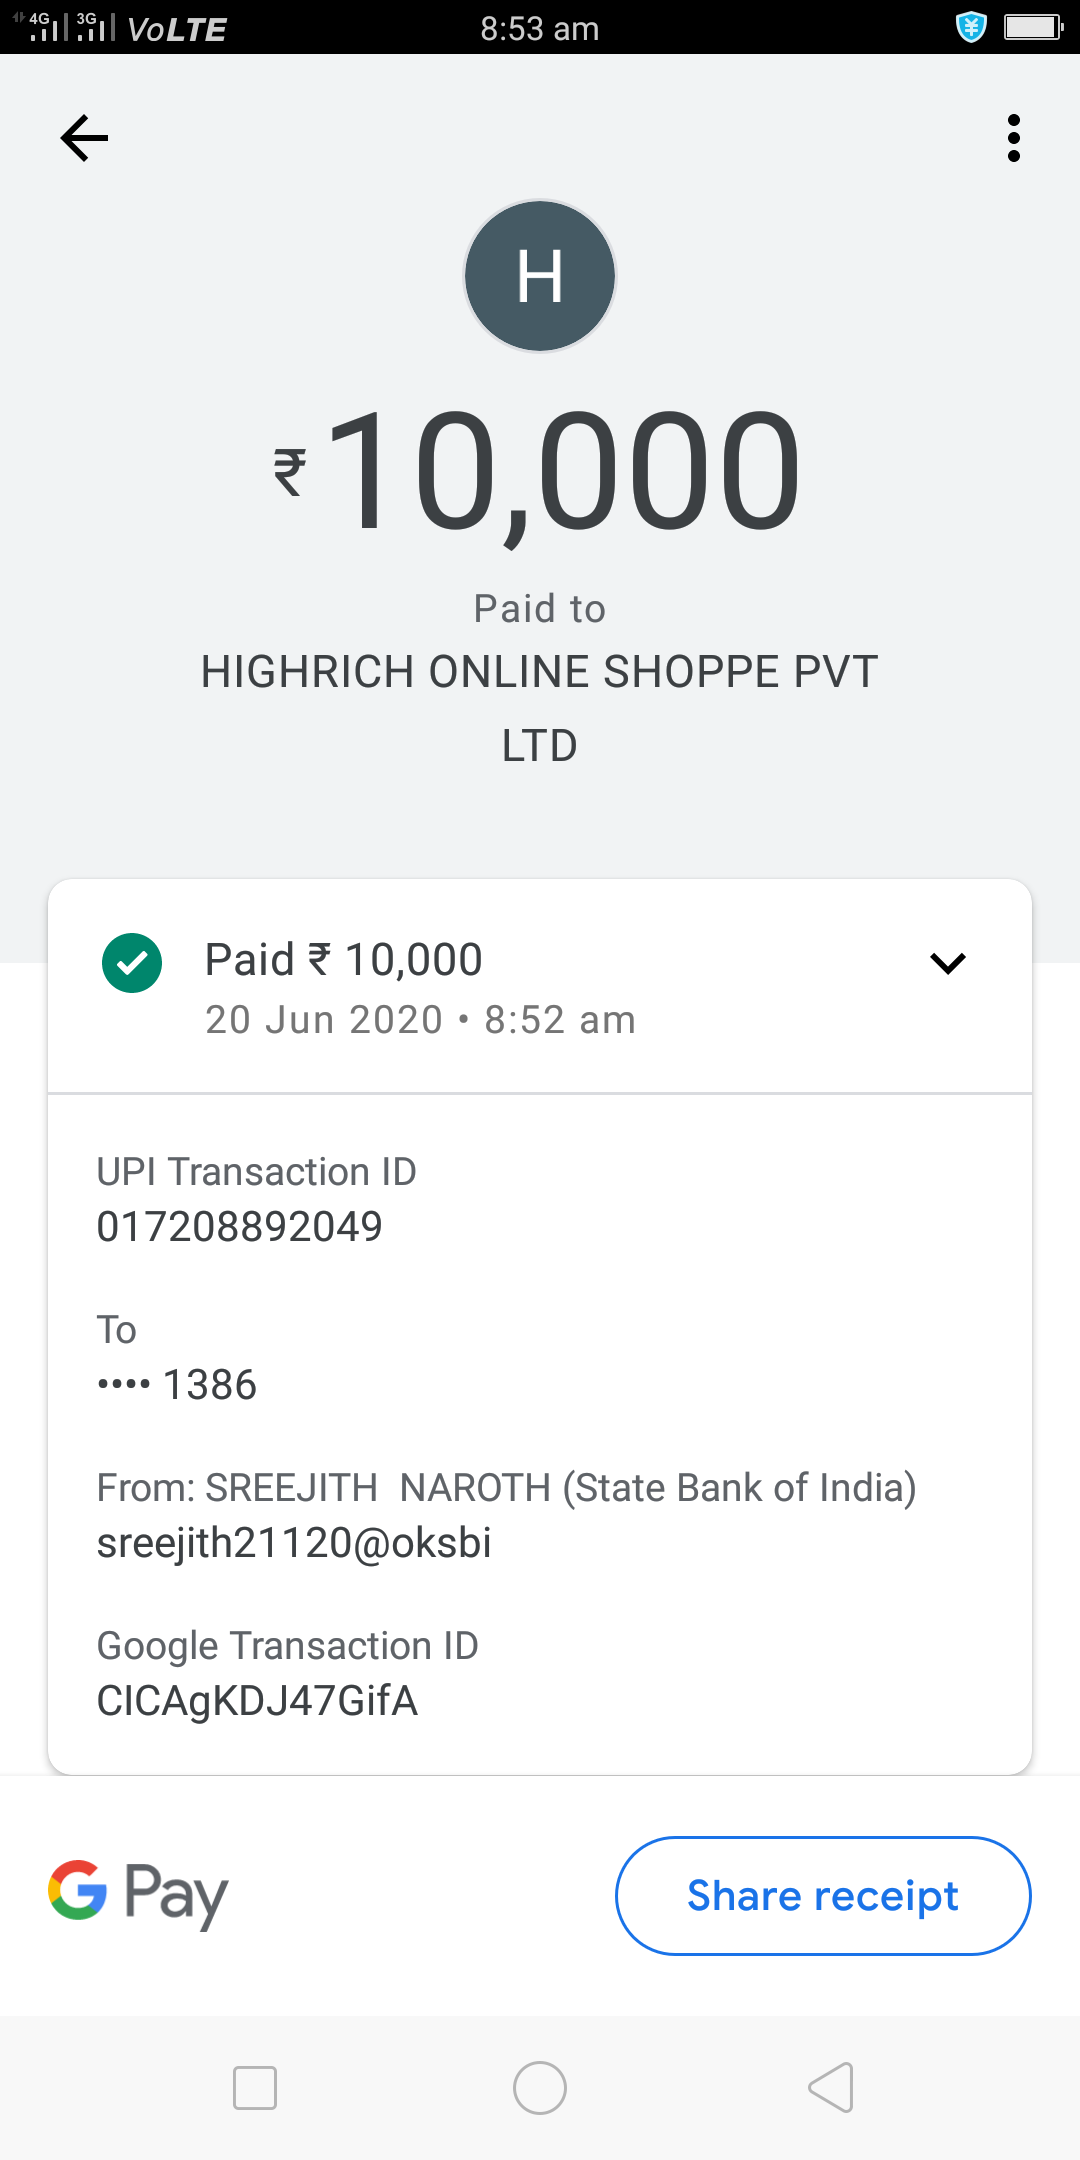 4G 3G VoLTE 8:53 am
H
₹10,000
Paid to
HIGHRICH ONLINE SHOPPE PVT
LTD
Paid ₹ 10,000
20 Jun 2020 • 8:52 am
UPI Transaction ID
017208892049
To
•••• 1386
From: SREEJITH  NAROTH (State Bank of India)
sreejith21120@oksbi
Google Transaction ID
CICAgKDJ47GifA
G Pay
Share receipt